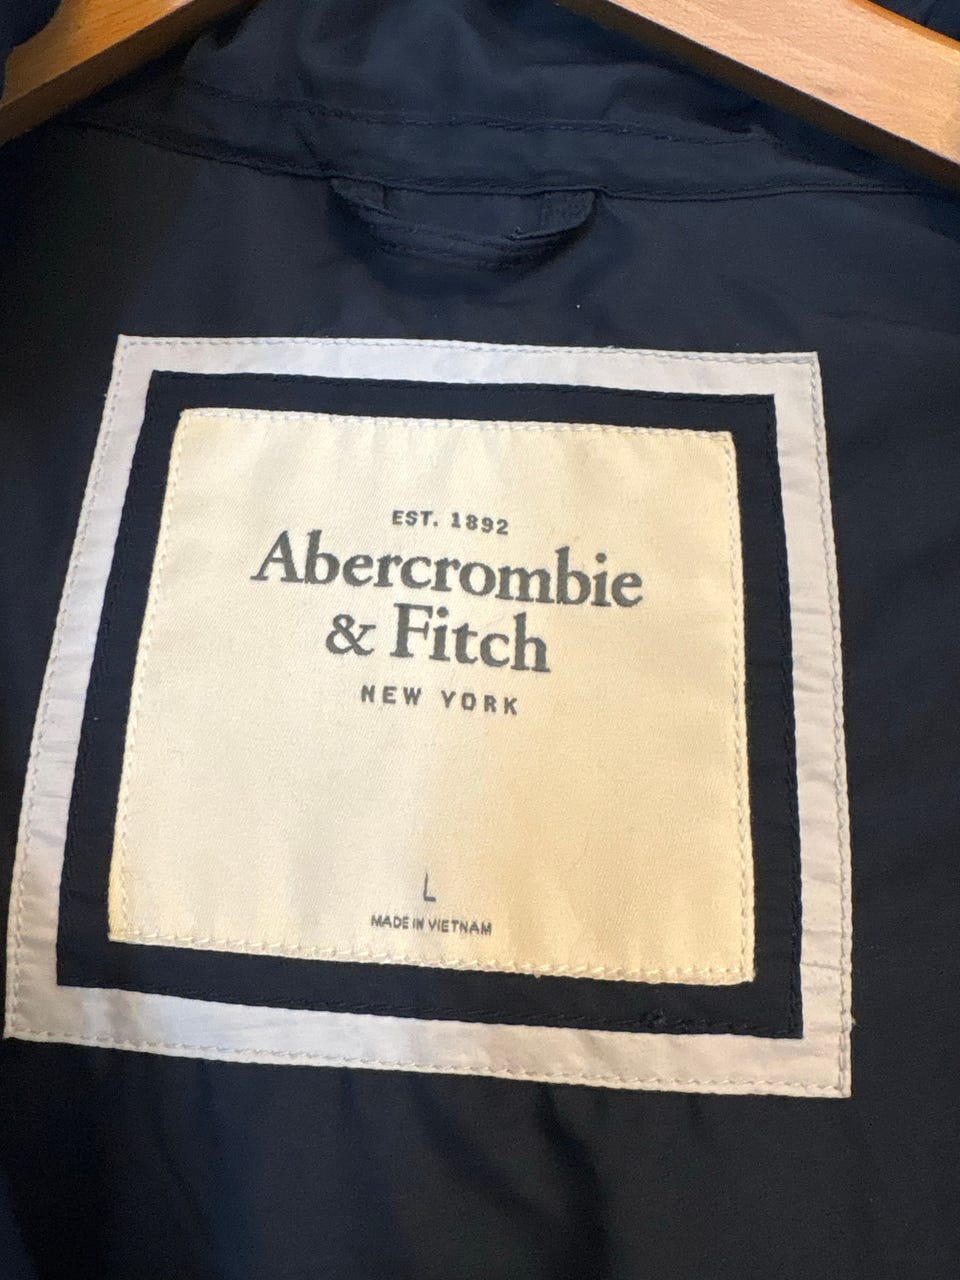 EST. 1892
Abercrombie
& Fitch
NEW YORK
L
MADE IN VIETNAM